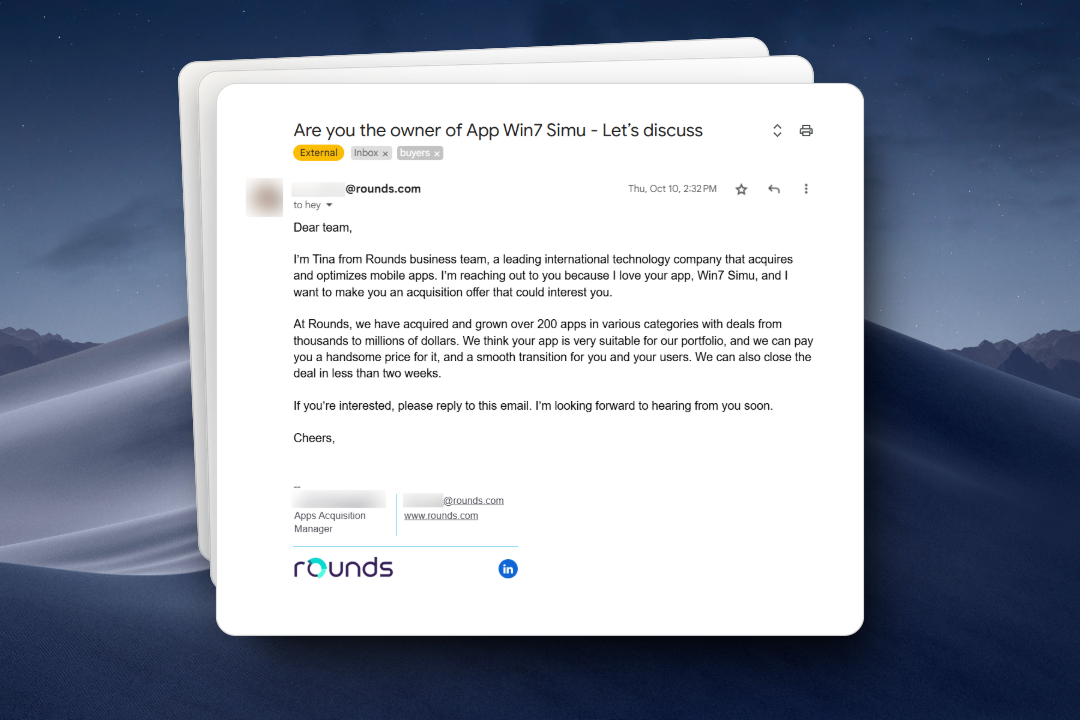 Are you the owner of App Win7 Simu - Let's discuss
External Inbox x buyers x
@rounds.com Thu, Oct 10, 2:32 PM
to hey
Dear team,
I'm Tina from Rounds business team, a leading international technology company that acquires
and optimizes mobile apps. I'm reaching out to you because I love your app, Win7 Simu, and I
want to make you an acquisition offer that could interest you.
At Rounds, we have acquired and grown over 200 apps in various categories with deals from
thousands to millions of dollars. We think your app is very suitable for our portfolio, and we can pay
you a handsome price for it, and a smooth transition for you and your users. We can also close the
deal in less than two weeks.
If you're interested, please reply to this email. I'm looking forward to hearing from you soon.
Cheers,
--
@rounds.com
Apps Acquisition
Manager
www.rounds.com
rounds
in